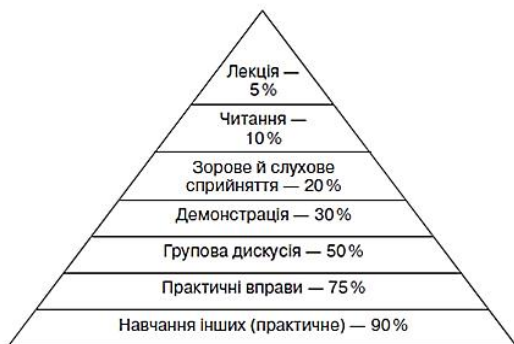 Лекція —
5 %
Читання —
10 %
Зорове й слухове
сприйняття — 20 %
Демонстрація — 30 %
Групова дискусія — 50 %
Практичні вправи — 75 %
Навчання інших (практичне) — 90 %